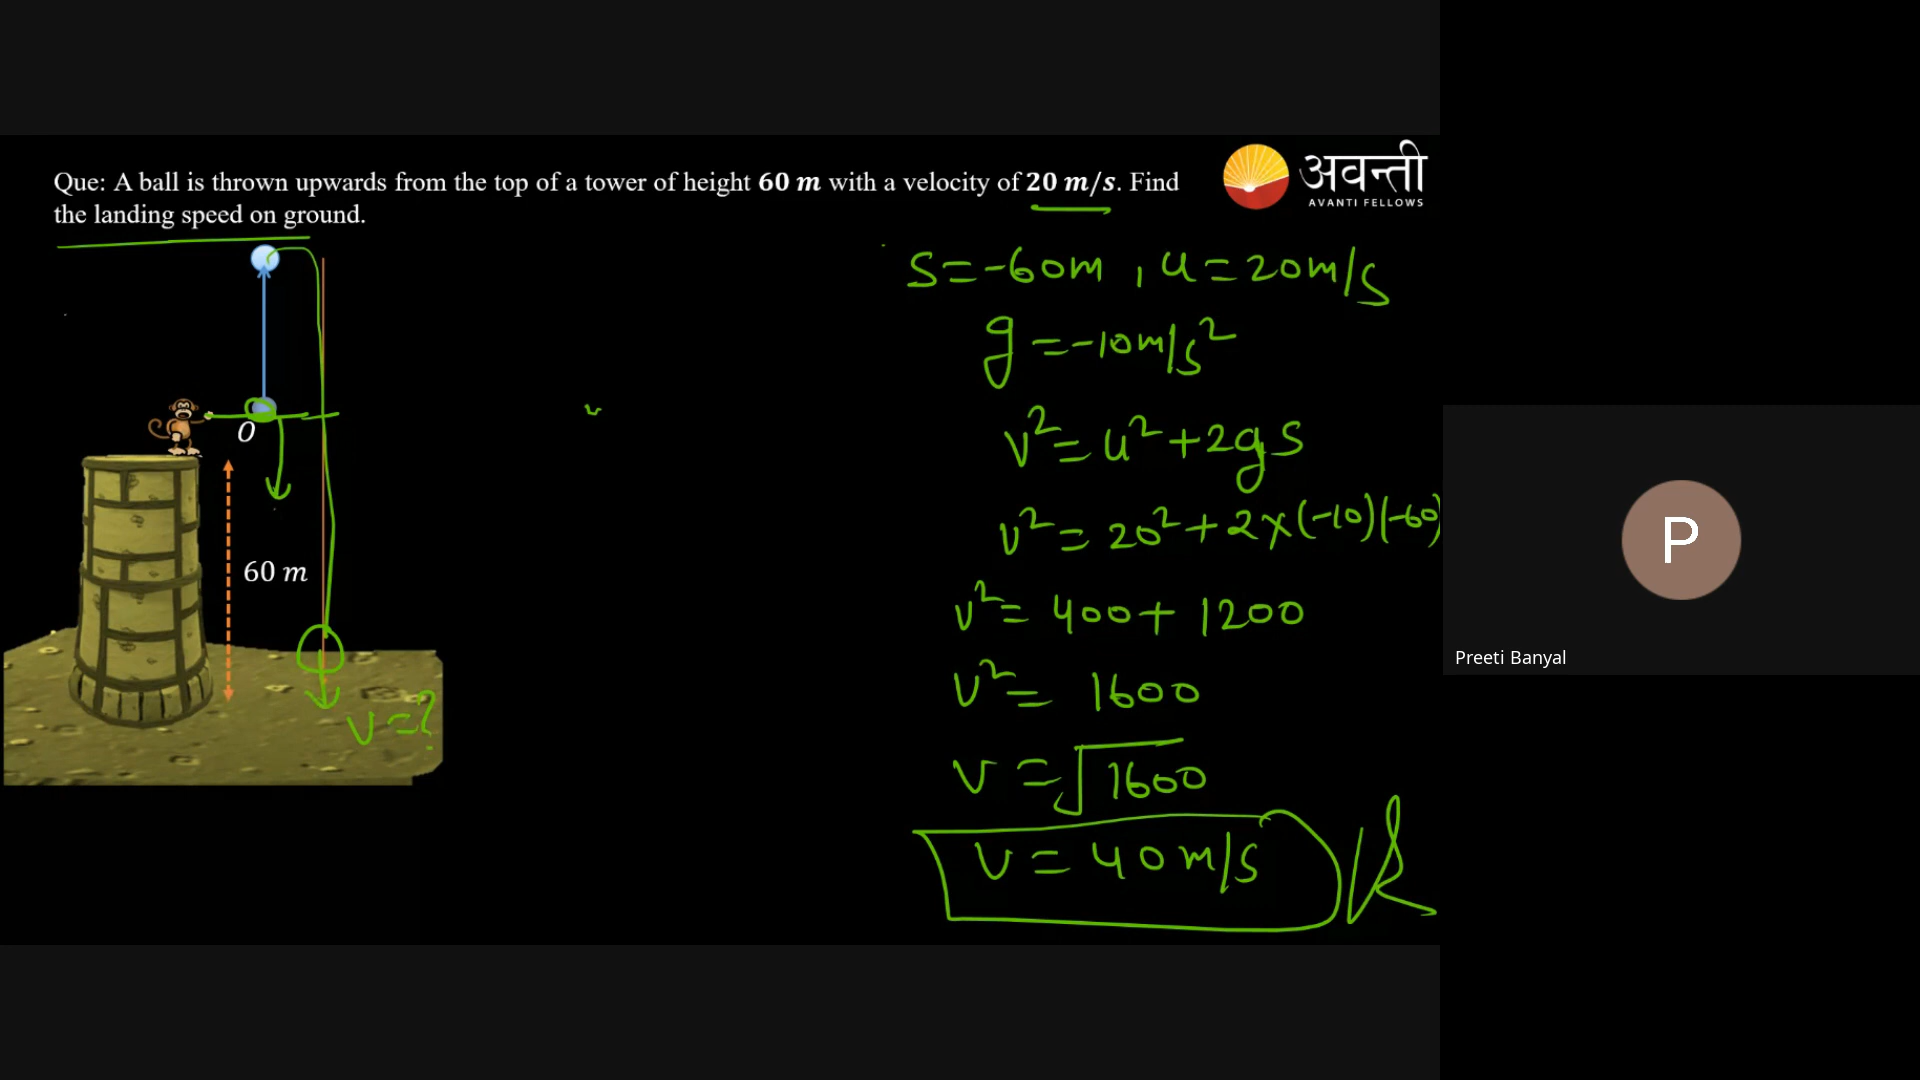 Que: A ball is thrown upwards from the top of a tower of height 60 m with a velocity of 20 m/s. Find
the landing speed on ground.
अवन्ती
AVANTI FELLOWS
S=-60m , u=20m/s
g=-10m/s²
v²=u²+2gS
v²=20²+2×(-10)(-60)
v²=400+1200
v²= 1600
v=√1600
v=40m/s
O
60 m
v=?
P
Preeti Banyal